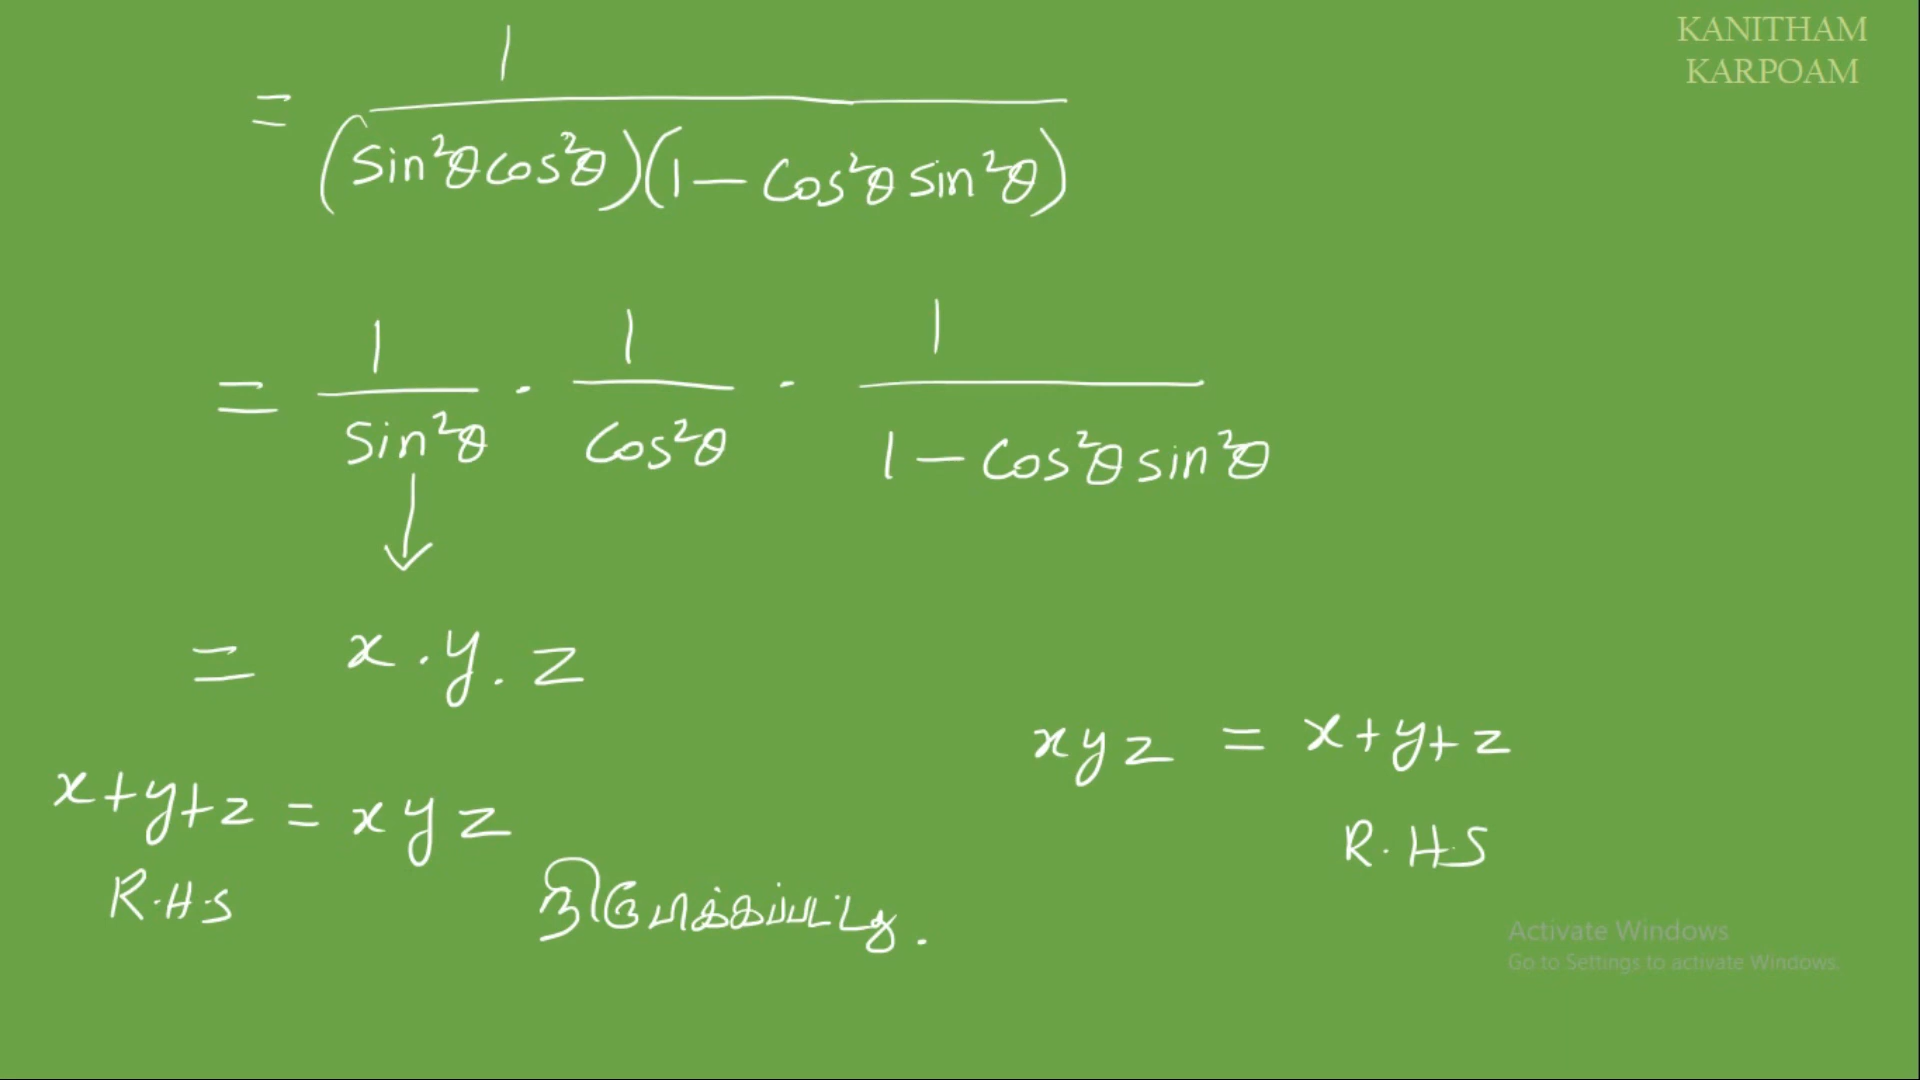 KANITHAM
KARPOAM
= 1 / (sin²θ cos²θ)(1 − cos²θ sin²θ)
= 1/sin²θ · 1/cos²θ · 1/(1 − cos²θ sin²θ)
↓
= x . y . z
xyz = x+y+z
R.H.S
x+y+z = xyz
R.H.S
நிரூபிக்கப்பட்டது.
Activate Windows
Go to Settings to activate Windows.